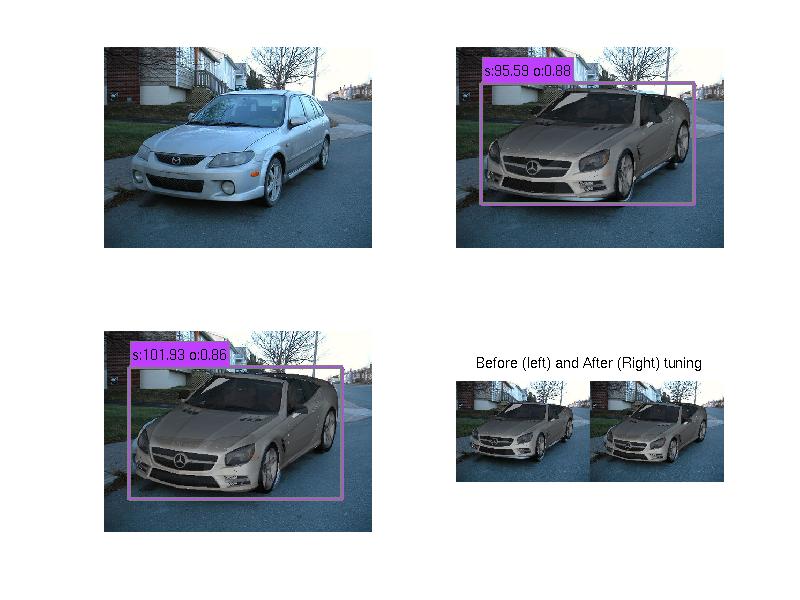 s:95.59 o:0.88
s:101.93 o:0.86
Before (left) and After (Right) tuning